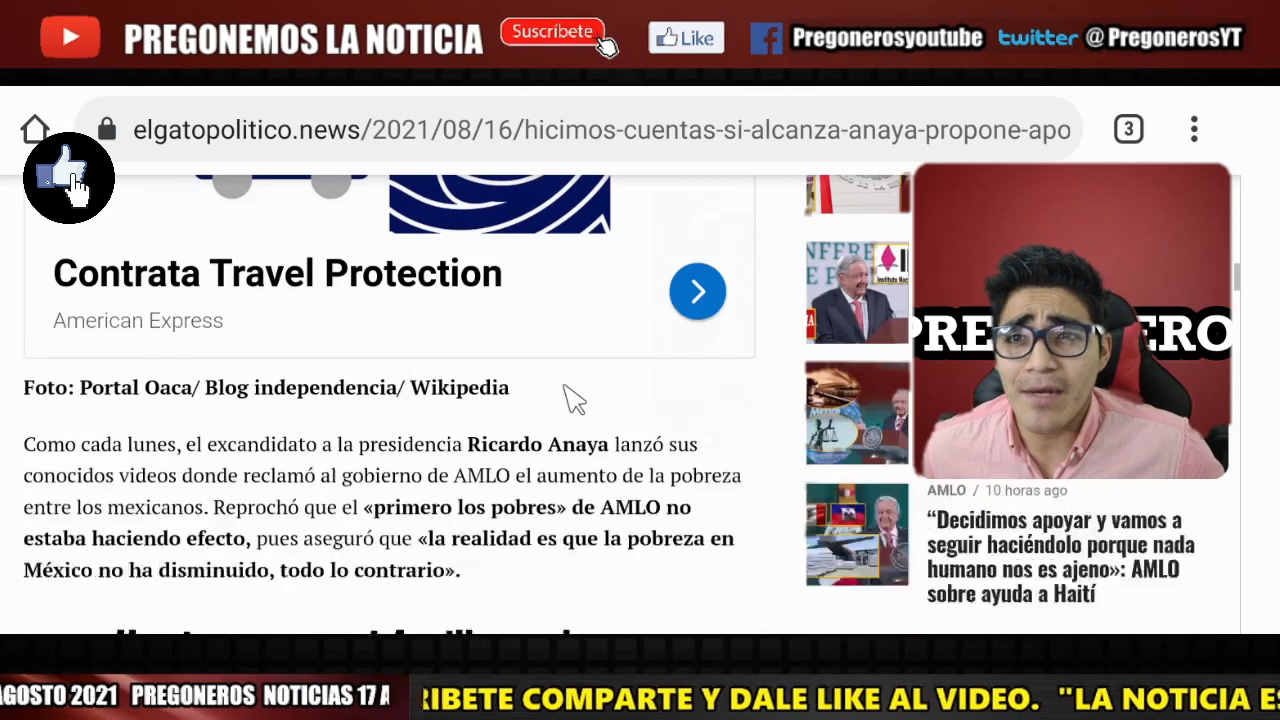 PREGONEMOS LA NOTICIA
Suscríbete
Like
Pregonerosyoutube
twitter @PregonerosYT
elgatopolitico.news/2021/08/16/hicimos-cuentas-si-alcanza-anaya-propone-apo
3
Contrata Travel Protection
American Express
Foto: Portal Oaca/ Blog independencia/ Wikipedia
Como cada lunes, el excandidato a la presidencia Ricardo Anaya lanzó sus
conocidos vídeos donde reclamó al gobierno de AMLO el aumento de la pobreza
entre los mexicanos. Reprochó que el «primero los pobres» de AMLO no
estaba haciendo efecto, pues aseguró que «la realidad es que la pobreza en
México no ha disminuido, todo lo contrario».
AMLO / 10 horas ago
“Decidimos apoyar y vamos a
seguir haciéndolo porque nada
humano nos es ajeno»: AMLO
sobre ayuda a Haití
AGOSTO 2021 PREGONEROS NOTICIAS 17 A
RIBETE COMPARTE Y DALE LIKE AL VIDEO. "LA NOTICIA ES